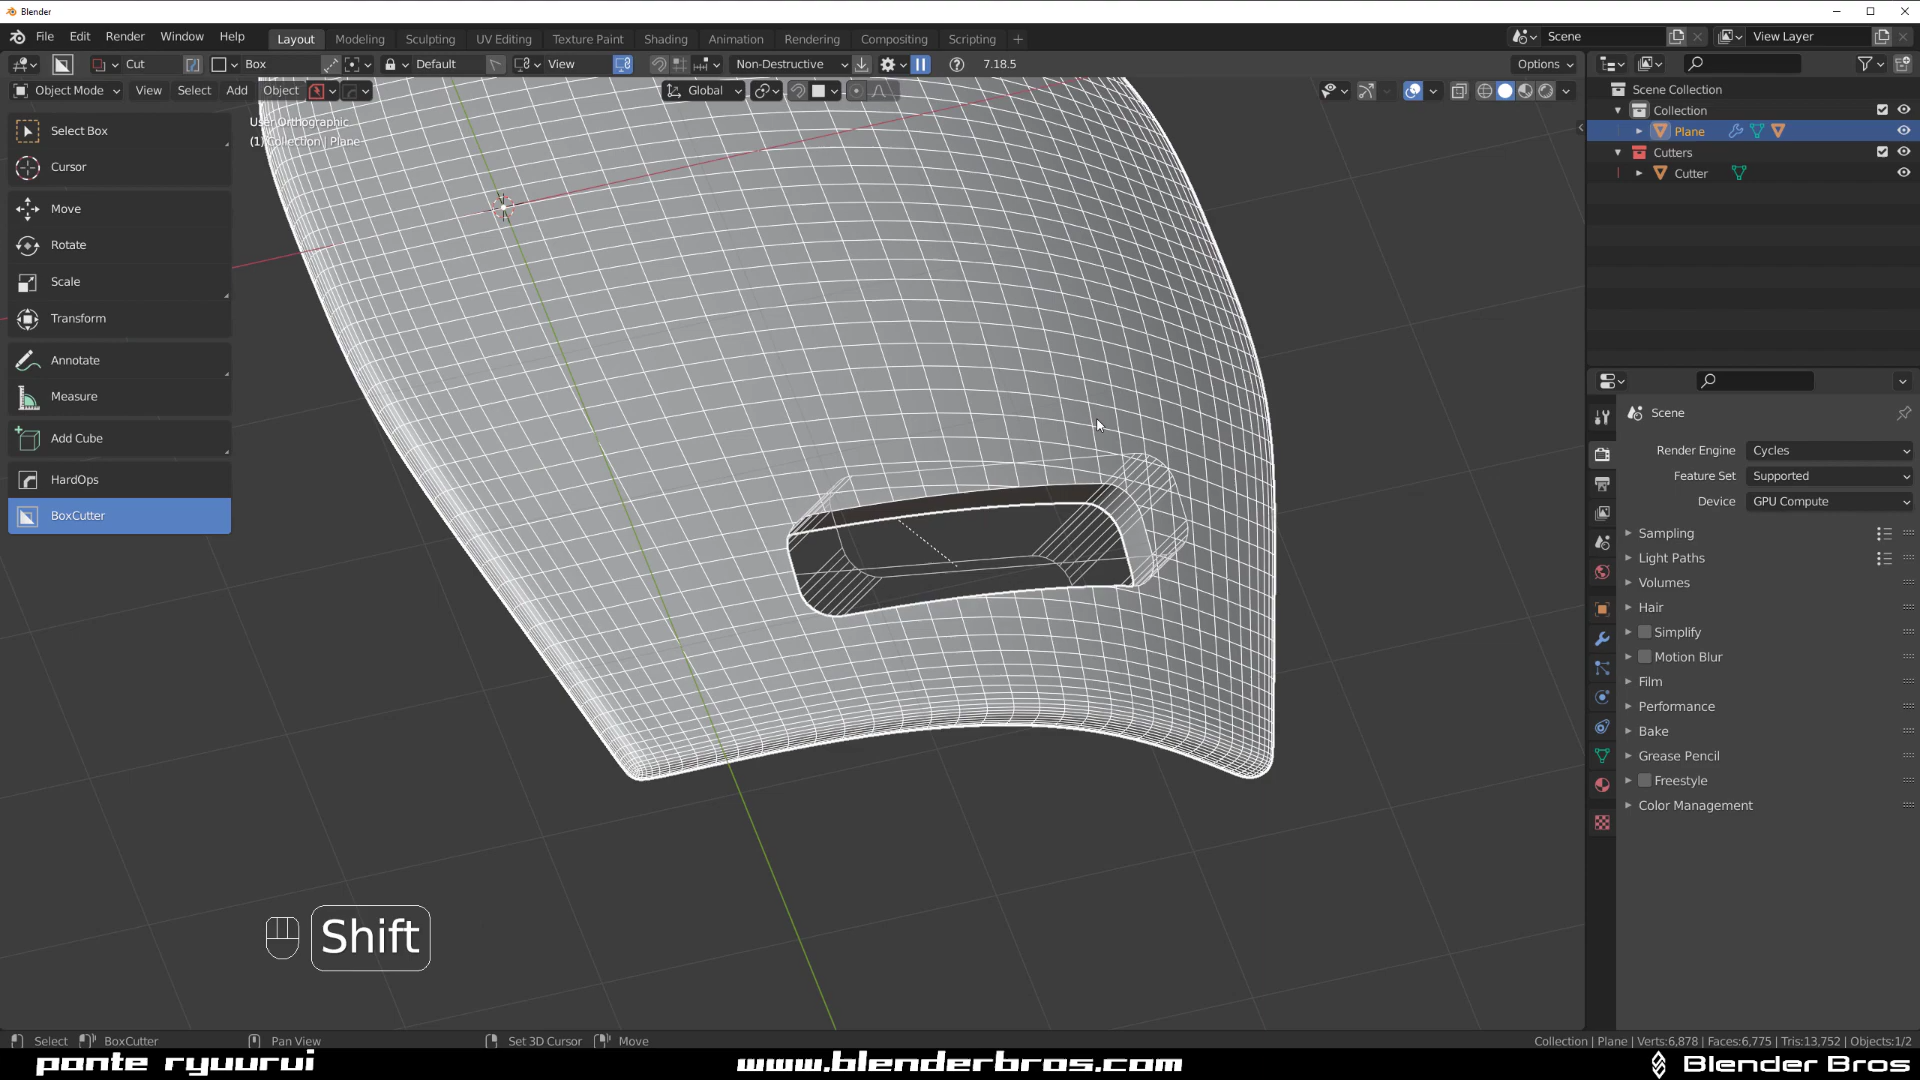 Blender
File Edit Render Window Help Layout Modeling Sculpting UV Editing Texture Paint Shading Animation Rendering Compositing Scripting + Scene View Layer
Cut Box Default View Non-Destructive 7.18.5 Options
Object Mode View Select Add Object Global
User Orthographic
(1) Collection | Plane
Select Box
Cursor
Move
Rotate
Scale
Transform
Annotate
Measure
Add Cube
HardOps
BoxCutter
Shift
Scene Collection
Collection
Plane
Cutters
Cutter
Scene
Render Engine Cycles
Feature Set Supported
Device GPU Compute
Sampling
Light Paths
Volumes
Hair
Simplify
Motion Blur
Film
Performance
Bake
Grease Pencil
Freestyle
Color Management
Select BoxCutter Pan View Set 3D Cursor Move Collection | Plane | Verts:6,878 | Faces:6,775 | Tris:13,752 | Objects:1/2
ponte ryuurui www.blenderbros.com Blender Bros